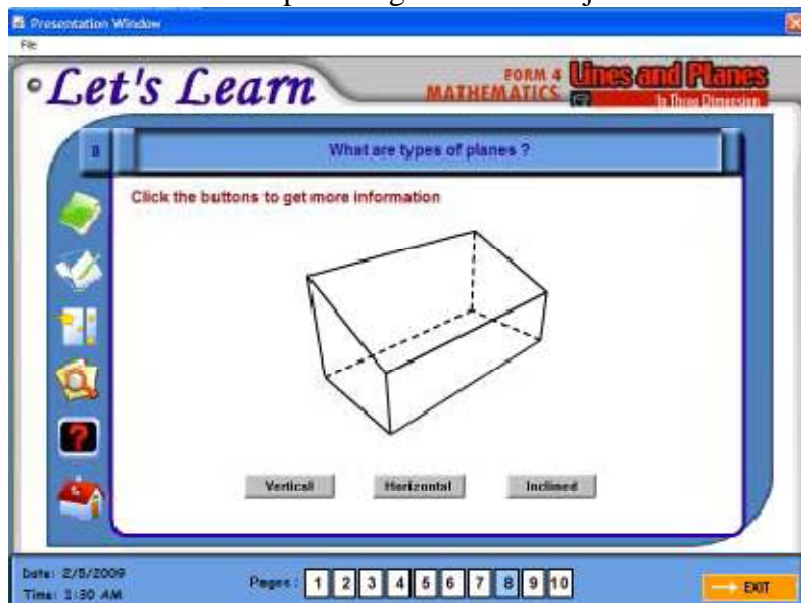 Presentation Window
File
Let's Learn
FORM 4
MATHEMATICS
Lines and Planes
In Three Dimension
8
What are types of planes ?
Click the buttons to get more information
Vertical
Horizontal
Inclined
Date: 2/5/2009
Time: 1:30 AM
Pages : 1 2 3 4 5 6 7 8 9 10
EXIT